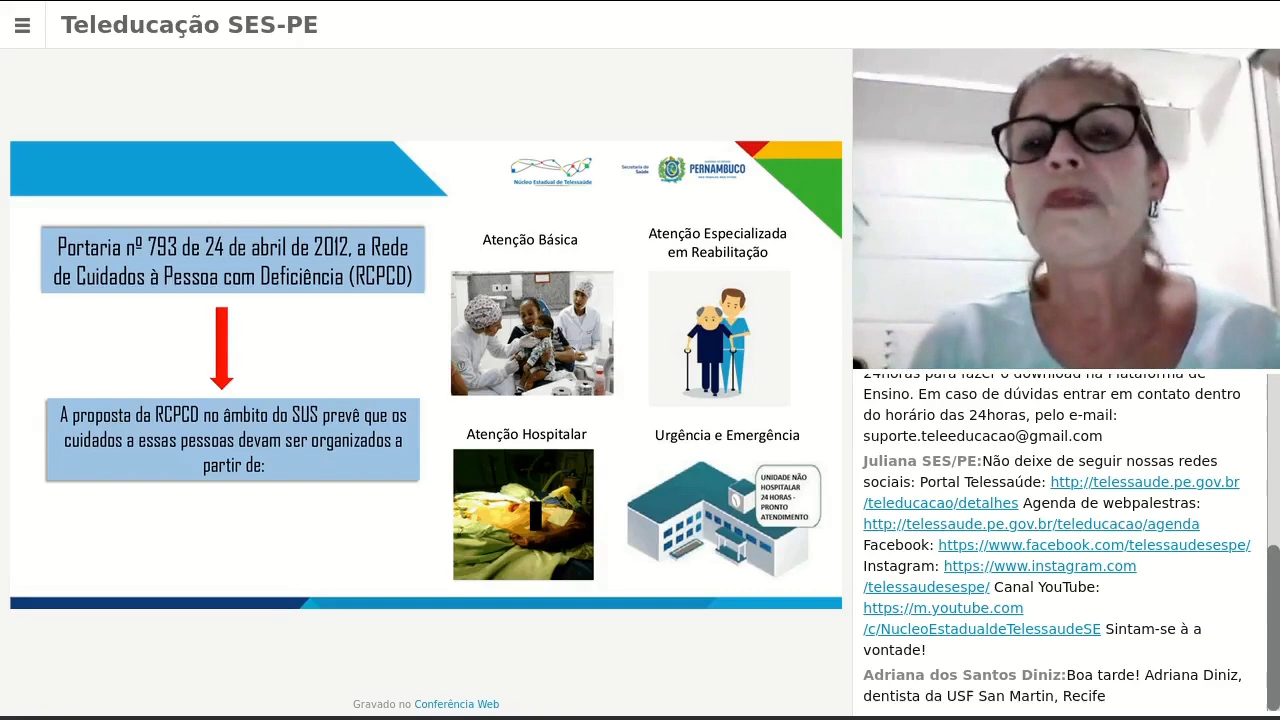 Teleducação SES-PE
Núcleo Estadual de Telessaúde
Secretaria de
Saúde
PERNAMBUCO
Portaria nº 793 de 24 de abril de 2012, a Rede
de Cuidados à Pessoa com Deficiência (RCPCD)
A proposta da RCPCD no âmbito do SUS prevê que os
cuidados a essas pessoas devam ser organizados a
partir de:
Atenção Básica
Atenção Especializada
em Reabilitação
Atenção Hospitalar
Urgência e Emergência
UNIDADE NÃO
HOSPITALAR
24 HORAS -
PRONTO
ATENDIMENTO
Gravado no Conferência Web
24horas para fazer o download na Plataforma de
Ensino. Em caso de dúvidas entrar em contato dentro
do horário das 24horas, pelo e-mail:
suporte.teleeducacao@gmail.com
Juliana SES/PE:Não deixe de seguir nossas redes
sociais: Portal Telessaúde: http://telessaude.pe.gov.br
/teleducacao/detalhes Agenda de webpalestras:
http://telessaude.pe.gov.br/teleducacao/agenda
Facebook: https://www.facebook.com/telessaudesespe/
Instagram: https://www.instagram.com
/telessaudesespe/ Canal YouTube:
https://m.youtube.com
/c/NucleoEstadualdeTelessaudeSE Sintam-se à a
vontade!
Adriana dos Santos Diniz:Boa tarde! Adriana Diniz,
dentista da USF San Martin, Recife